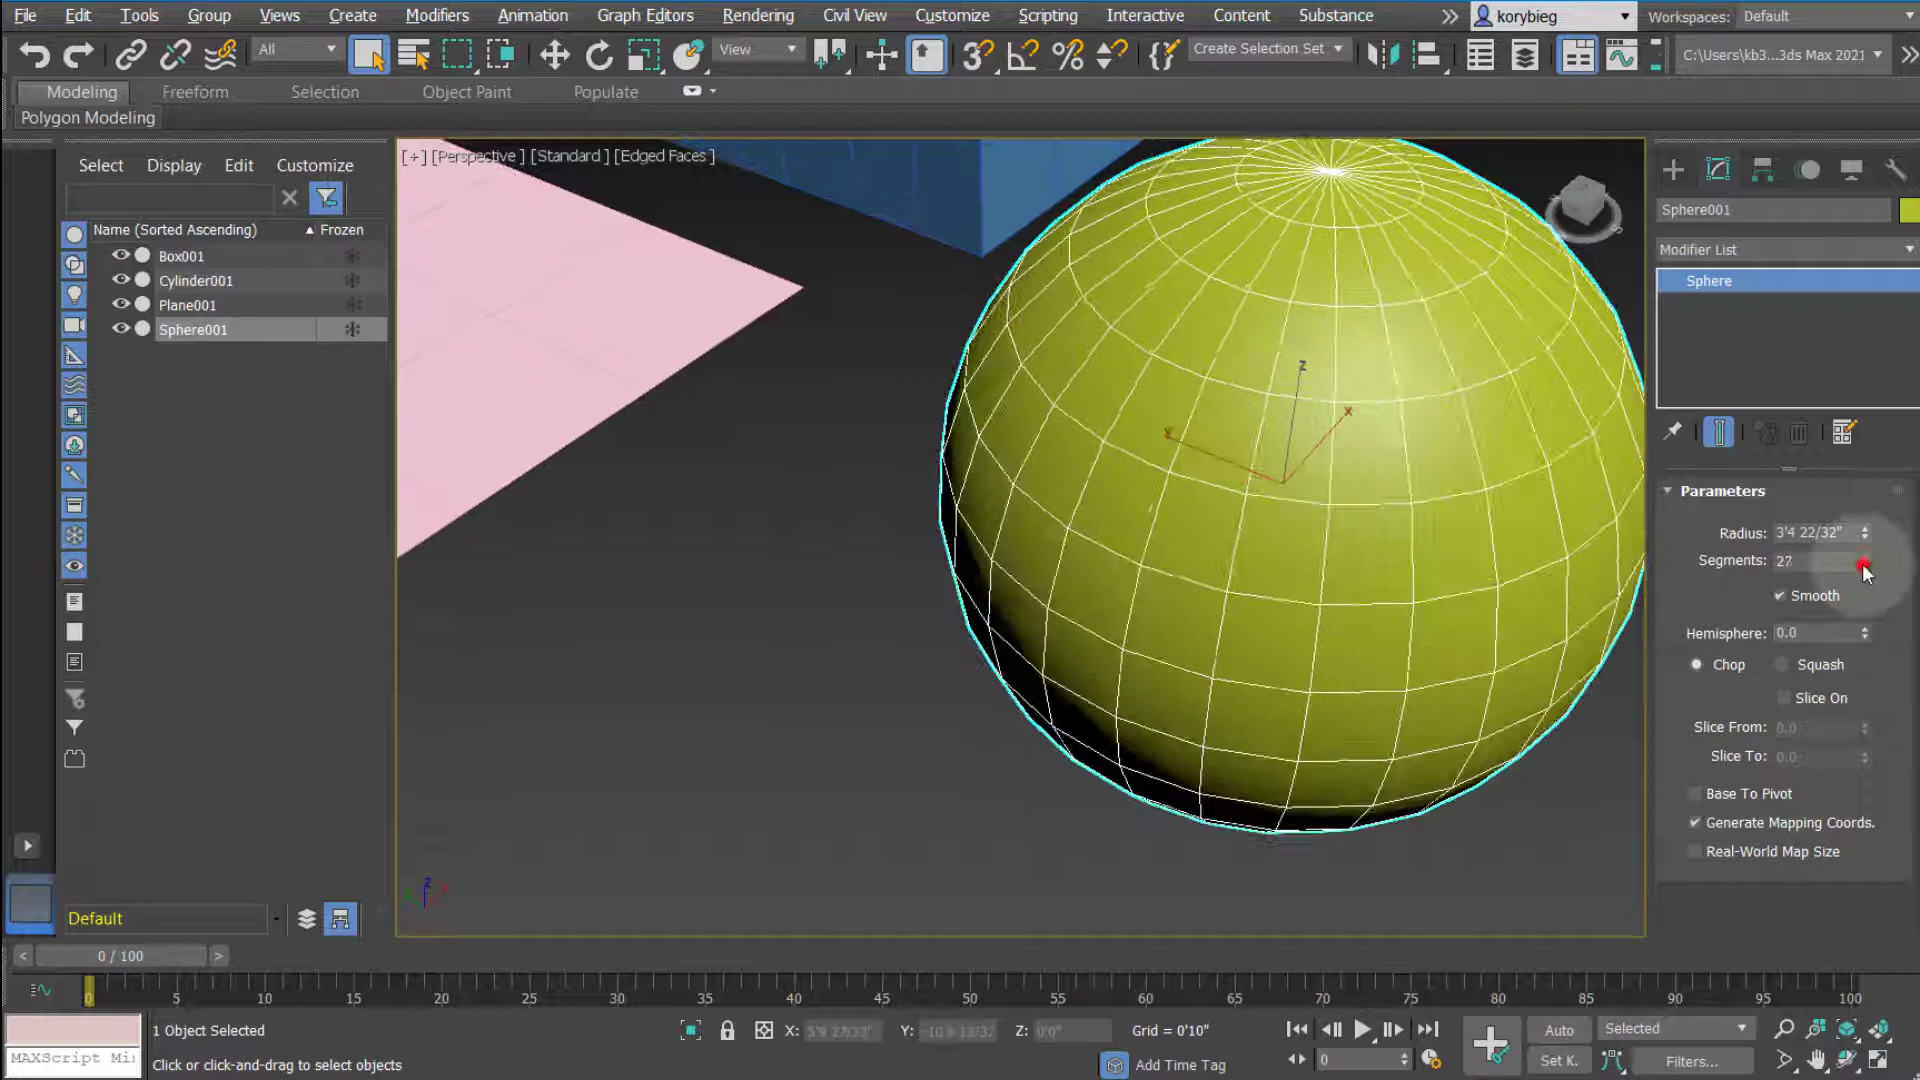 File Edit Tools Group Views Create Modifiers Animation Graph Editors Rendering Civil View Customize Scripting Interactive Content Substance korybieg Workspaces: Default
All View Create Selection Set C:\Users\kb3...3ds Max 2021
Modeling Freeform Selection Object Paint Populate
Polygon Modeling
Select Display Edit Customize
[+] [Perspective ] [Standard ] [Edged Faces ]
Name (Sorted Ascending) Frozen
Box001
Cylinder001
Plane001
Sphere001
Sphere001
Modifier List
Sphere
Parameters
Radius: 3'4 22/32"
Segments: 27
Smooth
Hemisphere: 0.0
Chop Squash
Slice On
Slice From: 0.0
Slice To: 0.0
Base To Pivot
Generate Mapping Coords.
Real-World Map Size
z
x
Default
< 0 / 100 >
0 5 10 15 20 25 30 35 40 45 50 55 60 65 70 75 80 85 90 95 100
1 Object Selected X: 5'9 27/32" Y: Z: 0'0" Grid = 0'10" Auto Selected
MAXScript Mi Click or click-and-drag to select objects Add Time Tag 0 Set K. Filters...